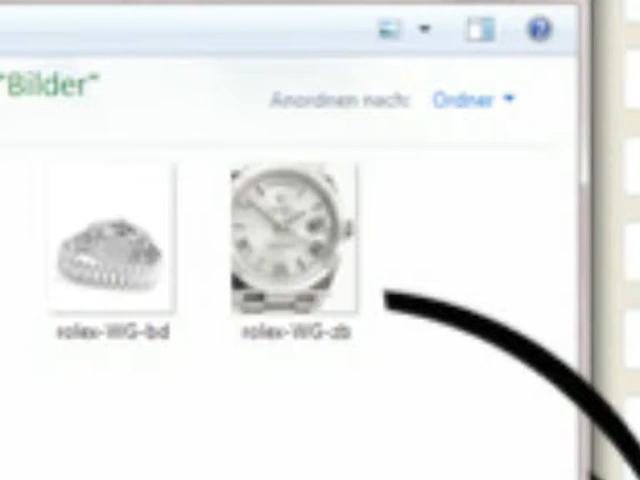 "Bilder"
Anordnen nach: Ordner
rolex-WG-bd
rolex-WG-zb